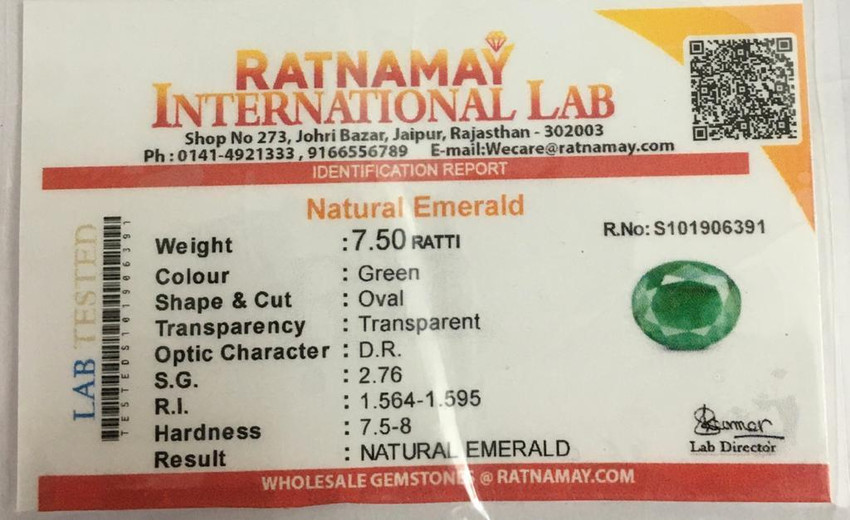 RATNAMAY
INTERNATIONAL LAB
Shop No 273, Johri Bazar, Jaipur, Rajasthan - 302003
Ph : 0141-4921333 , 9166556789 E-mail:Wecare@ratnamay.com
IDENTIFICATION REPORT
Natural Emerald
R.No: S101906391
LAB TESTED
TESTEDS101906391
Weight : 7.50 RATTI
Colour : Green
Shape & Cut : Oval
Transparency : Transparent
Optic Character : D.R.
S.G. : 2.76
R.I. : 1.564-1.595
Hardness : 7.5-8
Result : NATURAL EMERALD
Lab Director
WHOLESALE GEMSTONES @ RATNAMAY.COM